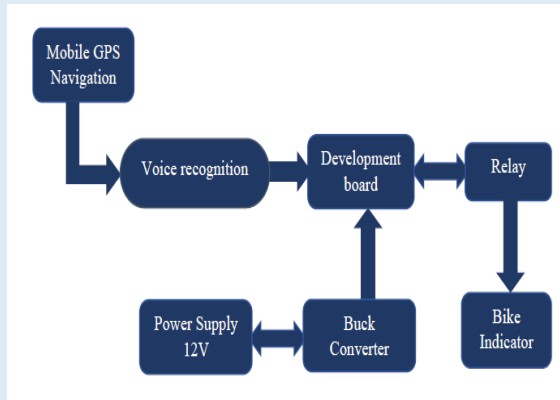 Mobile GPS
Navigation
Voice recognition
Development
board
Relay
Power Supply
12V
Buck
Converter
Bike
Indicator